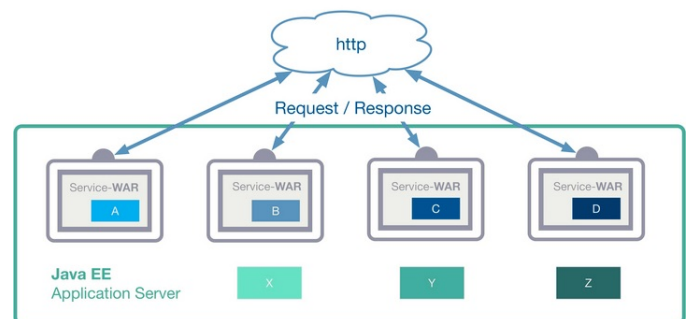 http
Request / Response
Service-WAR
Service-WAR
Service-WAR
Service-WAR
A
B
C
D
Java EE
Application Server
X
Y
Z